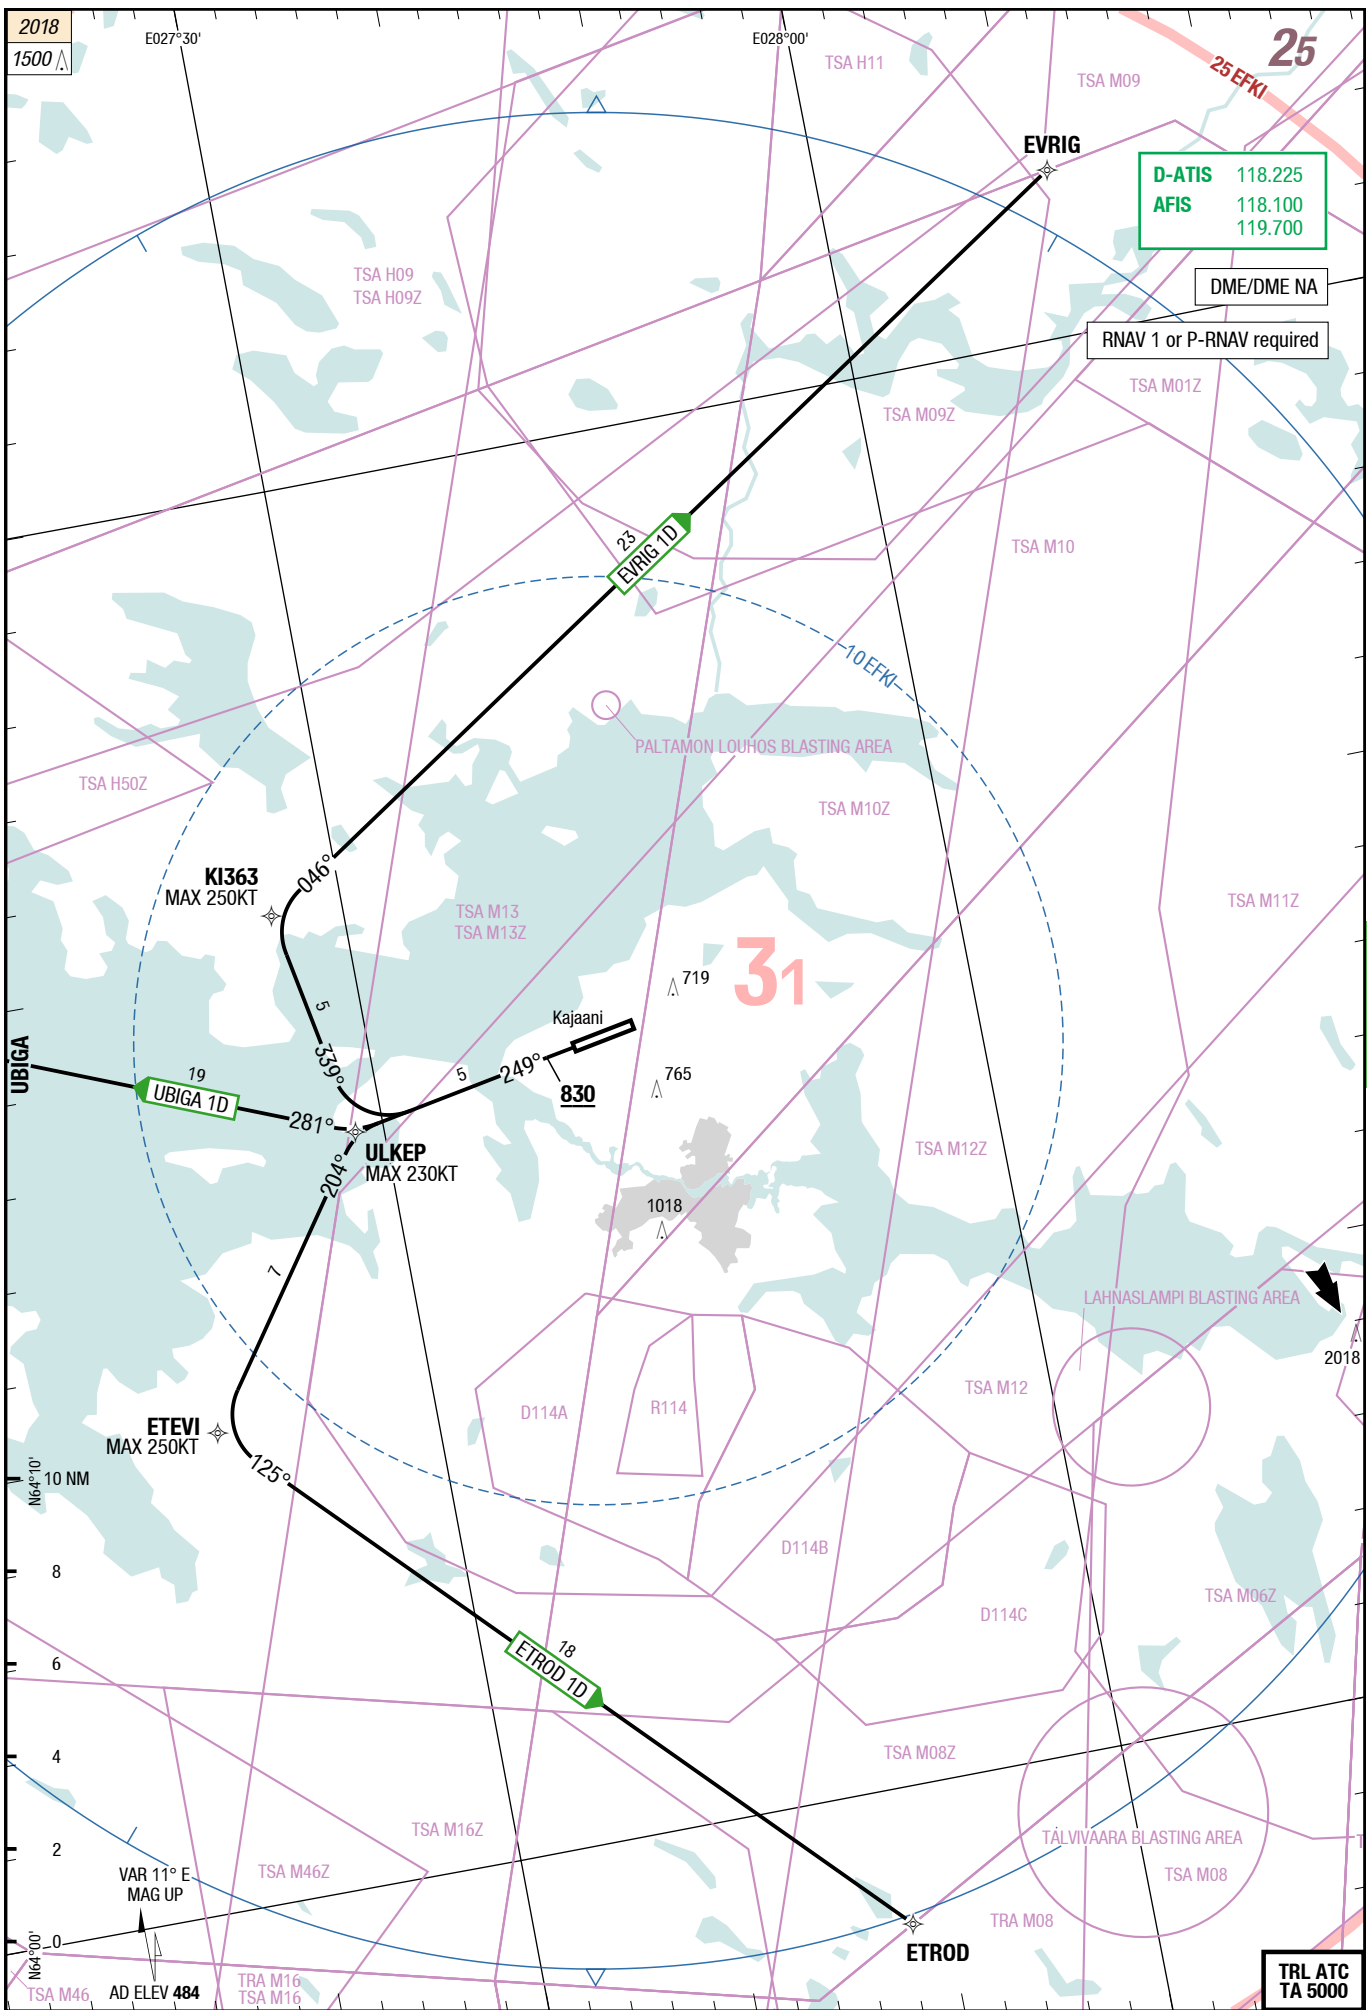 2018
1500
E027°30'
E028°00'
TSA H11
TSA M09
25
25 EFKI
EVRIG
D-ATIS 118.225
AFIS 118.100
119.700
DME/DME NA
RNAV 1 or P-RNAV required
TSA H09
TSA H09Z
TSA M01Z
TSA M09Z
TSA M10
23
EVRIG 1D
10 EFKI
PALTAMON LOUHOS BLASTING AREA
TSA H50Z
TSA M10Z
046°
KI363
MAX 250KT
TSA M13
TSA M13Z
TSA M11Z
31
719
5
Kajaani
339°
5
249°
830
765
UBIGA
19
UBIGA 1D
281°
ULKEP
MAX 230KT
204°
TSA M12Z
1018
7
LAHNASLAMPI BLASTING AREA
2018
TSA M12
D114A
R114
ETEVI
MAX 250KT
125°
N64°10'
10 NM
D114B
8
TSA M06Z
D114C
18
ETROD 1D
6
4
TSA M08Z
TSA M16Z
2
TALVIVAARA BLASTING AREA
TSA M08
VAR 11° E
MAG UP
TSA M46Z
TRA M08
N64°00'
0
ETROD
AD ELEV 484
TSA M46
TRA M16
TSA M16
TRL ATC
TA 5000